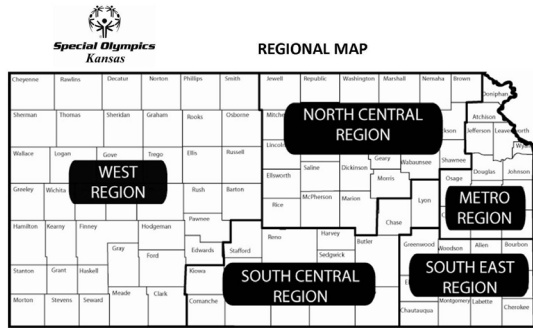 Special Olympics
Kansas
REGIONAL MAP
Cheyenne Rawlins Decatur Norton Phillips Smith Jewell Republic Washington Marshall Nemaha Brown
Doniphan
Atchison
Sherman Thomas Sheridan Graham Rooks Osborne
NORTH CENTRAL
REGION
Jefferson
Wallace Logan Gove Trego Ellis Russell
Saline Dickinson Geary Wabaunsee Shawnee
Douglas Johnson
WEST
REGION
Ellsworth Morris Osage
Greeley Wichita Rush Barton
McPherson Marion Lyon
METRO
REGION
Rice Chase
Pawnee
Hamilton Kearny Finney Hodgeman
Edwards Stafford Reno Harvey Butler
Sedgwick
Greenwood Woodson Allen Bourbon
Gray Ford
Stanton Grant Haskell Kiowa
SOUTH CENTRAL
REGION
SOUTH EAST
REGION
Meade Clark
Morton Stevens Seward Comanche
Chautauqua Montgomery Labette Cherokee